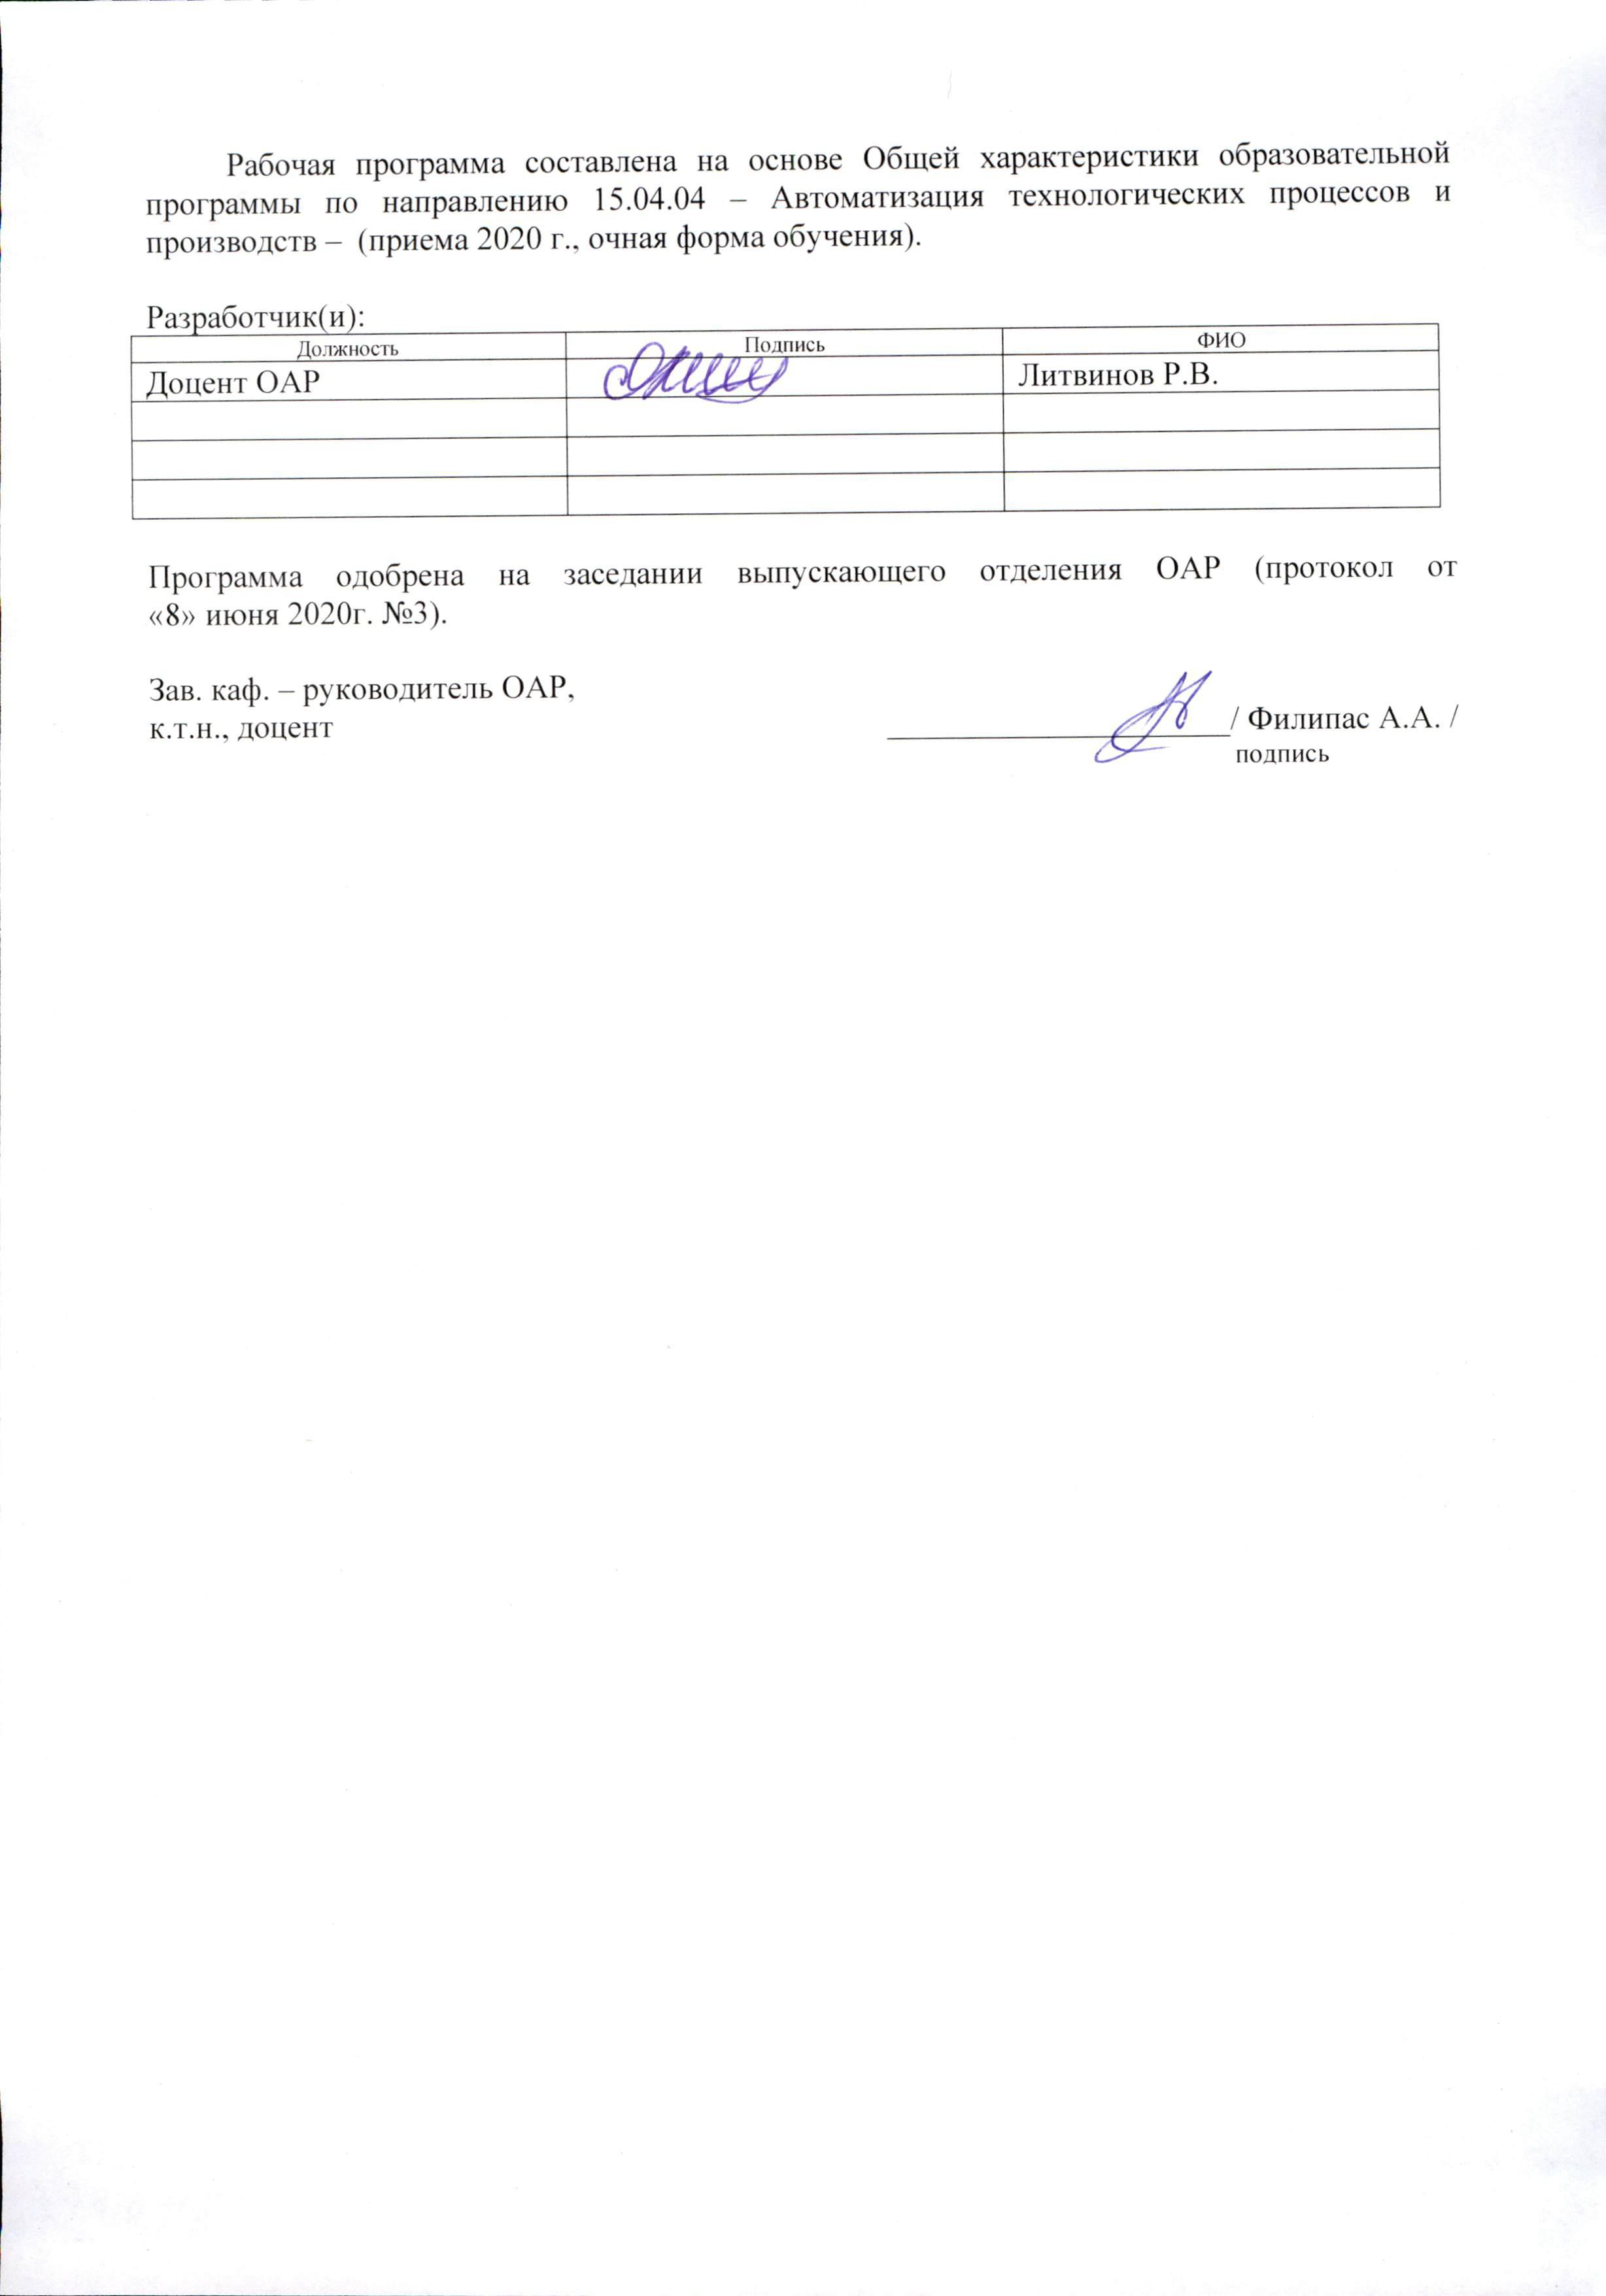 Рабочая программа составлена на основе Общей характеристики образовательной
программы по направлению 15.04.04 – Автоматизация технологических процессов и
производств – (приема 2020 г., очная форма обучения).
Разработчик(и):
Должность Подпись ФИО
Доцент ОАР Литвинов Р.В.
Программа одобрена на заседании выпускающего отделения ОАР (протокол от
«8» июня 2020г. №3).
Зав. каф. – руководитель ОАР,
к.т.н., доцент / Филипас А.А. /
подпись